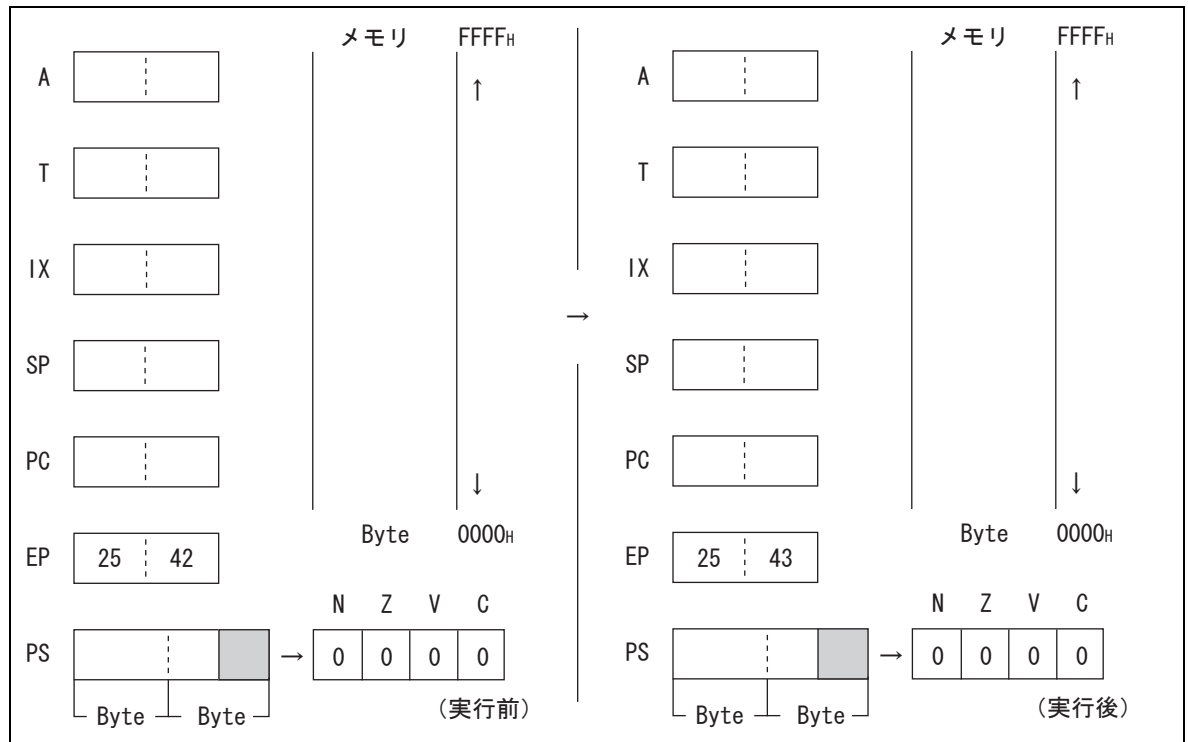 メモリ FFFFH
A
↑
T
IX
SP
PC
↓
Byte 0000H
EP 25 42
N Z V C
PS → 0 0 0 0
Byte Byte
(実行前)
→
メモリ FFFFH
A
↑
T
IX
SP
PC
↓
Byte 0000H
EP 25 43
N Z V C
PS → 0 0 0 0
Byte Byte
(実行後)